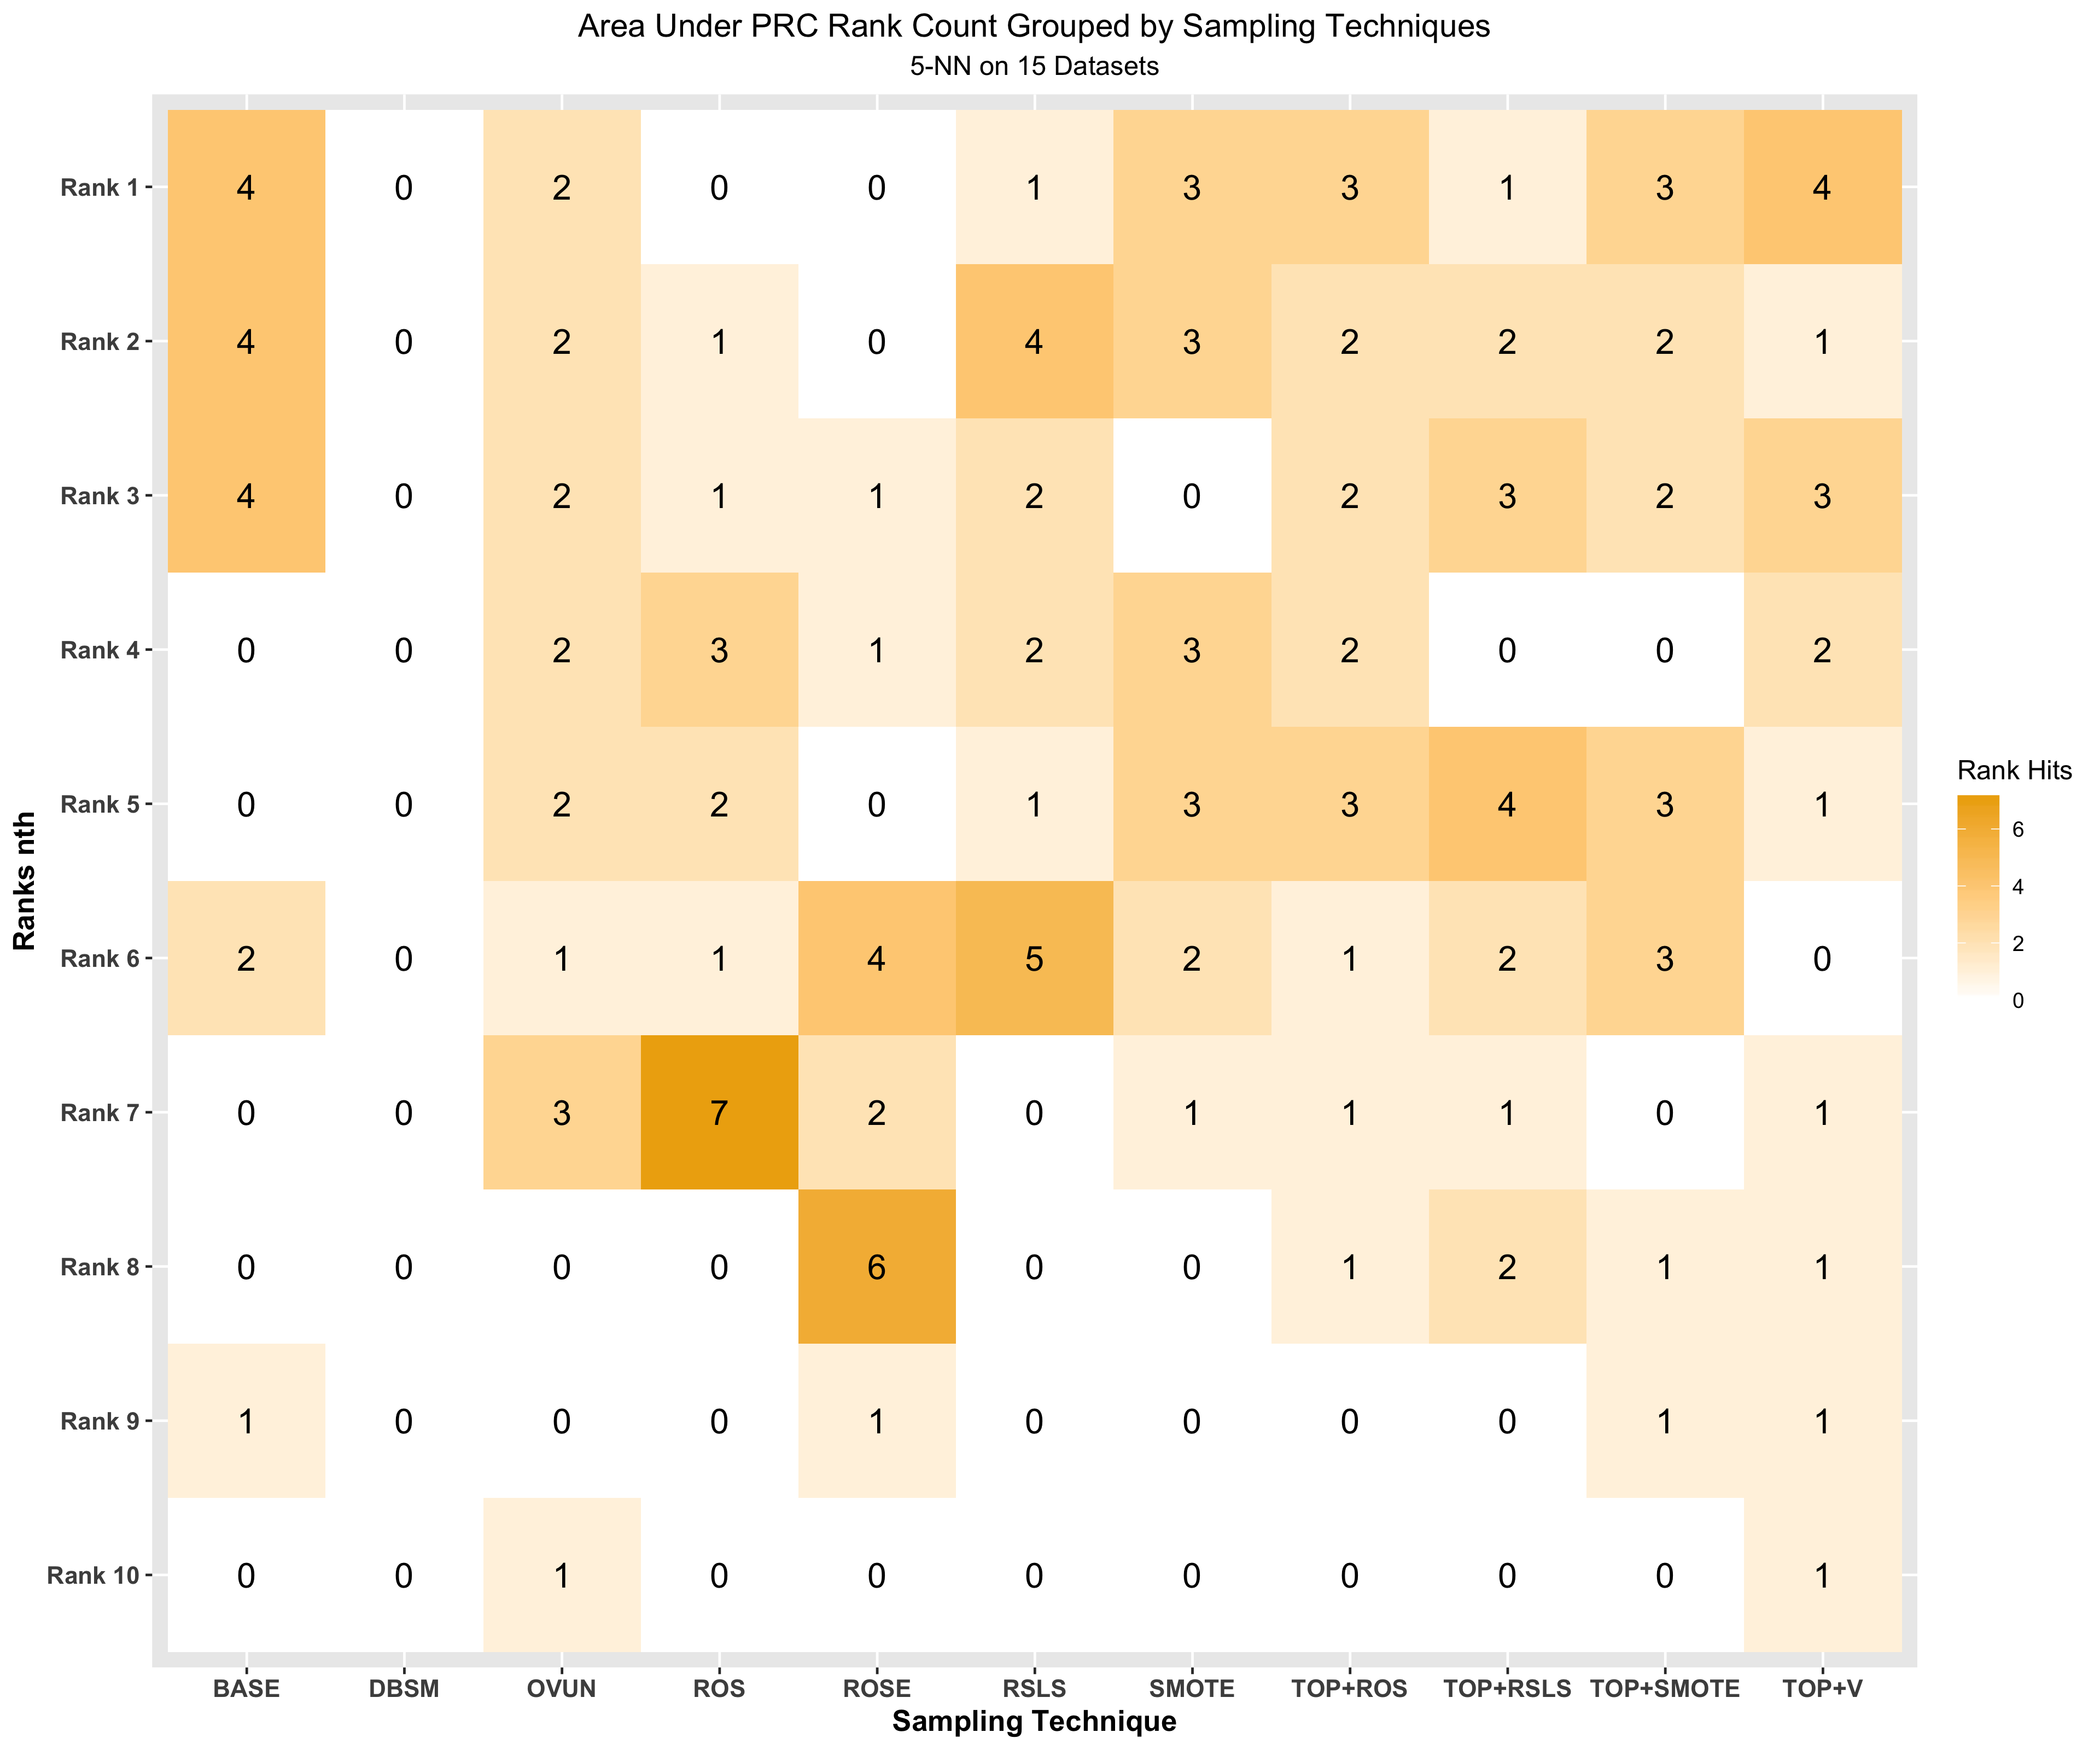 Area Under PRC Rank Count Grouped by Sampling Techniques
5-NN on 15 Datasets
Rank 1 4 0 2 0 0 1 3 3 1 3 4
Rank 2 4 0 2 1 0 4 3 2 2 2 1
Rank 3 4 0 2 1 1 2 0 2 3 2 3
Rank 4 0 0 2 3 1 2 3 2 0 0 2
Rank 5 0 0 2 2 0 1 3 3 4 3 1
Rank 6 2 0 1 1 4 5 2 1 2 3 0
Rank 7 0 0 3 7 2 0 1 1 1 0 1
Rank 8 0 0 0 0 6 0 0 1 2 1 1
Rank 9 1 0 0 0 1 0 0 0 0 1 1
Rank 10 0 0 1 0 0 0 0 0 0 0 1
BASE DBSM OVUN ROS ROSE RSLS SMOTE TOP+ROS TOP+RSLS TOP+SMOTE TOP+V
Sampling Technique
Ranks nth
Rank Hits
6
4
2
0